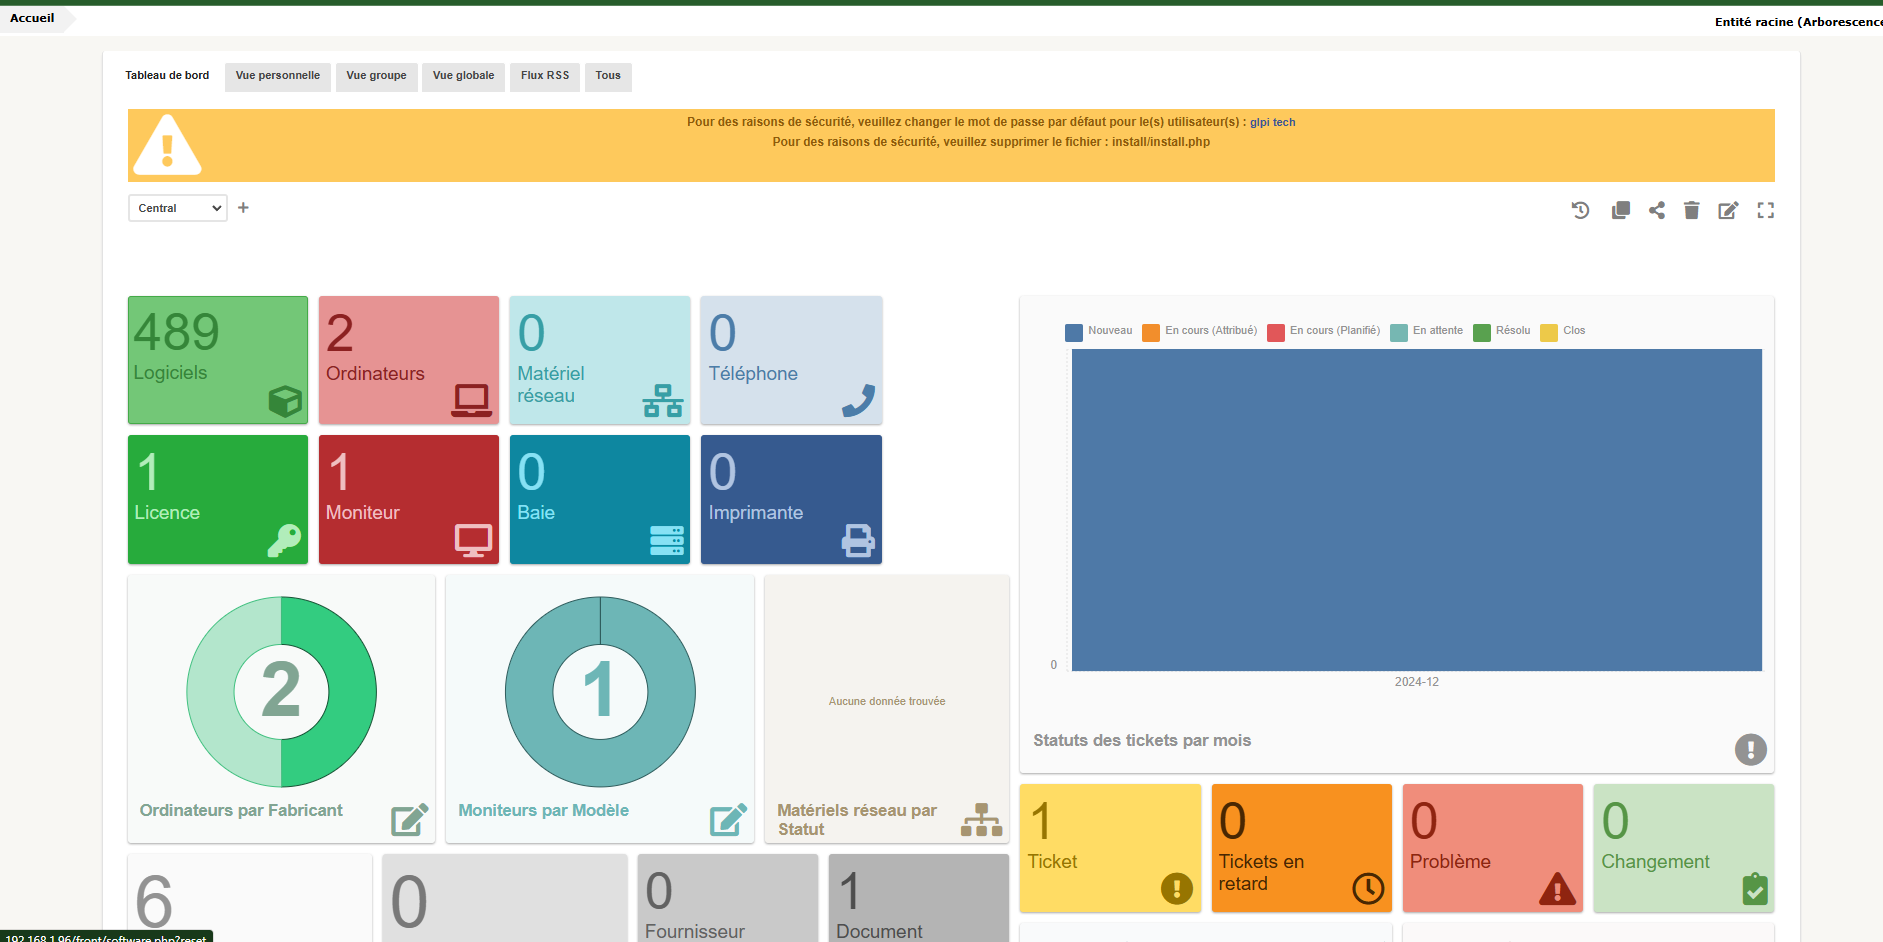 Accueil
Entité racine (Arborescence
Tableau de bord
Vue personnelle
Vue groupe
Vue globale
Flux RSS
Tous
Pour des raisons de sécurité, veuillez changer le mot de passe par défaut pour le(s) utilisateur(s) : glpi tech
Pour des raisons de sécurité, veuillez supprimer le fichier : install/install.php
Central
489
Logiciels
2
Ordinateurs
0
Matériel
réseau
0
Téléphone
Nouveau
En cours (Attribué)
En cours (Planifié)
En attente
Résolu
Clos
0
2024-12
Statuts des tickets par mois
1
Licence
1
Moniteur
0
Baie
0
Imprimante
2
Ordinateurs par Fabricant
1
Moniteurs par Modèle
Aucune donnée trouvée
Matériels réseau par
Statut
1
Ticket
0
Tickets en
retard
0
Problème
0
Changement
6
0
0
Fournisseur
1
Document
192.168.1.96/front/software.php?reset